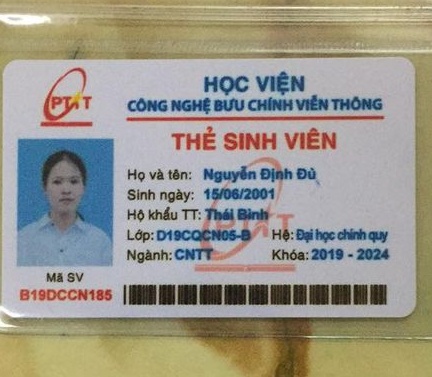 PTIT
HỌC VIỆN
CÔNG NGHỆ BƯU CHÍNH VIỄN THÔNG
THẺ SINH VIÊN
Họ và tên: Nguyễn Định Đủ
Sinh ngày: 15/06/2001
Hộ khẩu TT: Thái Bình
Lớp: D19CQCN05-B Hệ: Đại học chính quy
Ngành: CNTT Khóa: 2019 - 2024
Mã SV
B19DCCN185